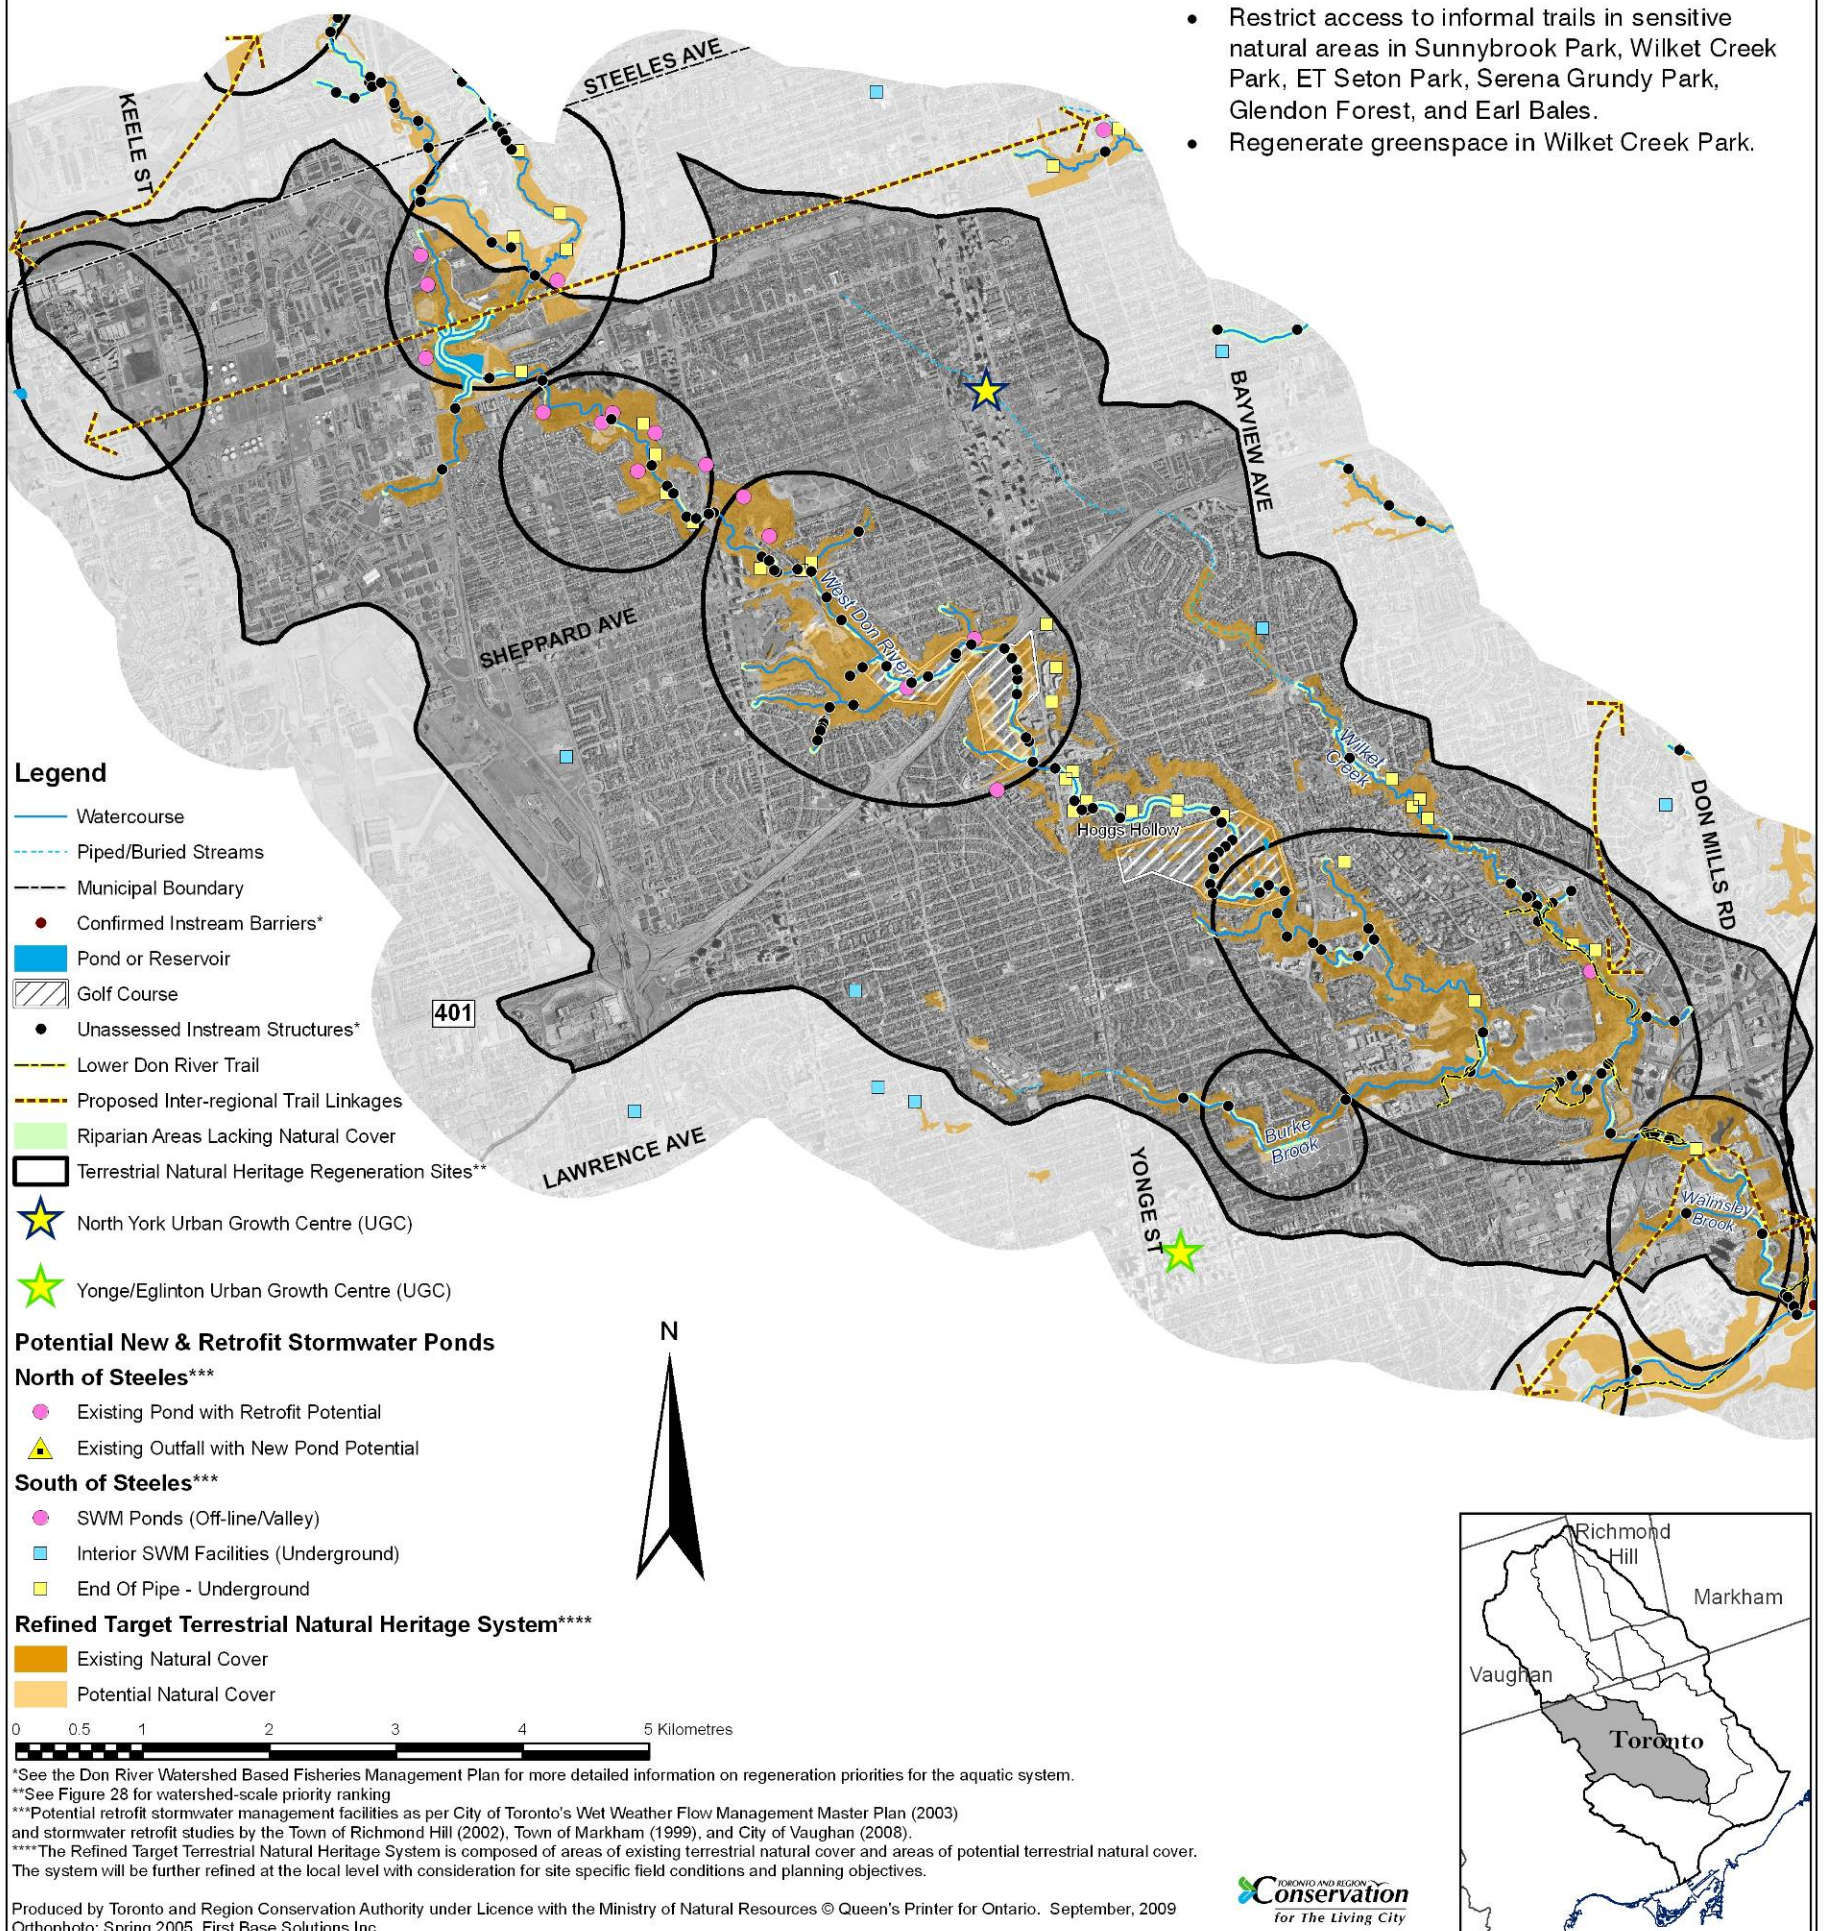 • Restrict access to informal trails in sensitive
natural areas in Sunnybrook Park, Wilket Creek
Park, ET Seton Park, Serena Grundy Park,
Glendon Forest, and Earl Bales.
• Regenerate greenspace in Wilket Creek Park.
STEELES AVE
KEELE ST
BAYVIEW AVE
SHEPPARD AVE
West Don River
Wilket
Creek
DON MILLS RD
Hoggs Hollow
401
LAWRENCE AVE
YONGE ST
Burke
Brook
Walmsley
Brook
Legend
Watercourse
Piped/Buried Streams
Municipal Boundary
Confirmed Instream Barriers*
Pond or Reservoir
Golf Course
Unassessed Instream Structures*
Lower Don River Trail
Proposed Inter-regional Trail Linkages
Riparian Areas Lacking Natural Cover
Terrestrial Natural Heritage Regeneration Sites**
North York Urban Growth Centre (UGC)
Yonge/Eglinton Urban Growth Centre (UGC)
Potential New & Retrofit Stormwater Ponds
North of Steeles***
Existing Pond with Retrofit Potential
Existing Outfall with New Pond Potential
South of Steeles***
SWM Ponds (Off-line/Valley)
Interior SWM Facilities (Underground)
End Of Pipe - Underground
Refined Target Terrestrial Natural Heritage System****
Existing Natural Cover
Potential Natural Cover
0 0.5 1 2 3 4 5 Kilometres
N
Richmond
Hill
Markham
Vaughan
Toronto
*See the Don River Watershed Based Fisheries Management Plan for more detailed information on regeneration priorities for the aquatic system.
**See Figure 28 for watershed-scale priority ranking
***Potential retrofit stormwater management facilities as per City of Toronto's Wet Weather Flow Management Master Plan (2003)
and stormwater retrofit studies by the Town of Richmond Hill (2002), Town of Markham (1999), and City of Vaughan (2008).
****The Refined Target Terrestrial Natural Heritage System is composed of areas of existing terrestrial natural cover and areas of potential terrestrial natural cover.
The system will be further refined at the local level with consideration for site specific field conditions and planning objectives.
Produced by Toronto and Region Conservation Authority under Licence with the Ministry of Natural Resources © Queen's Printer for Ontario. September, 2009
Orthophoto: Spring 2005, First Base Solutions Inc.
TORONTO AND REGION
Conservation
for The Living City